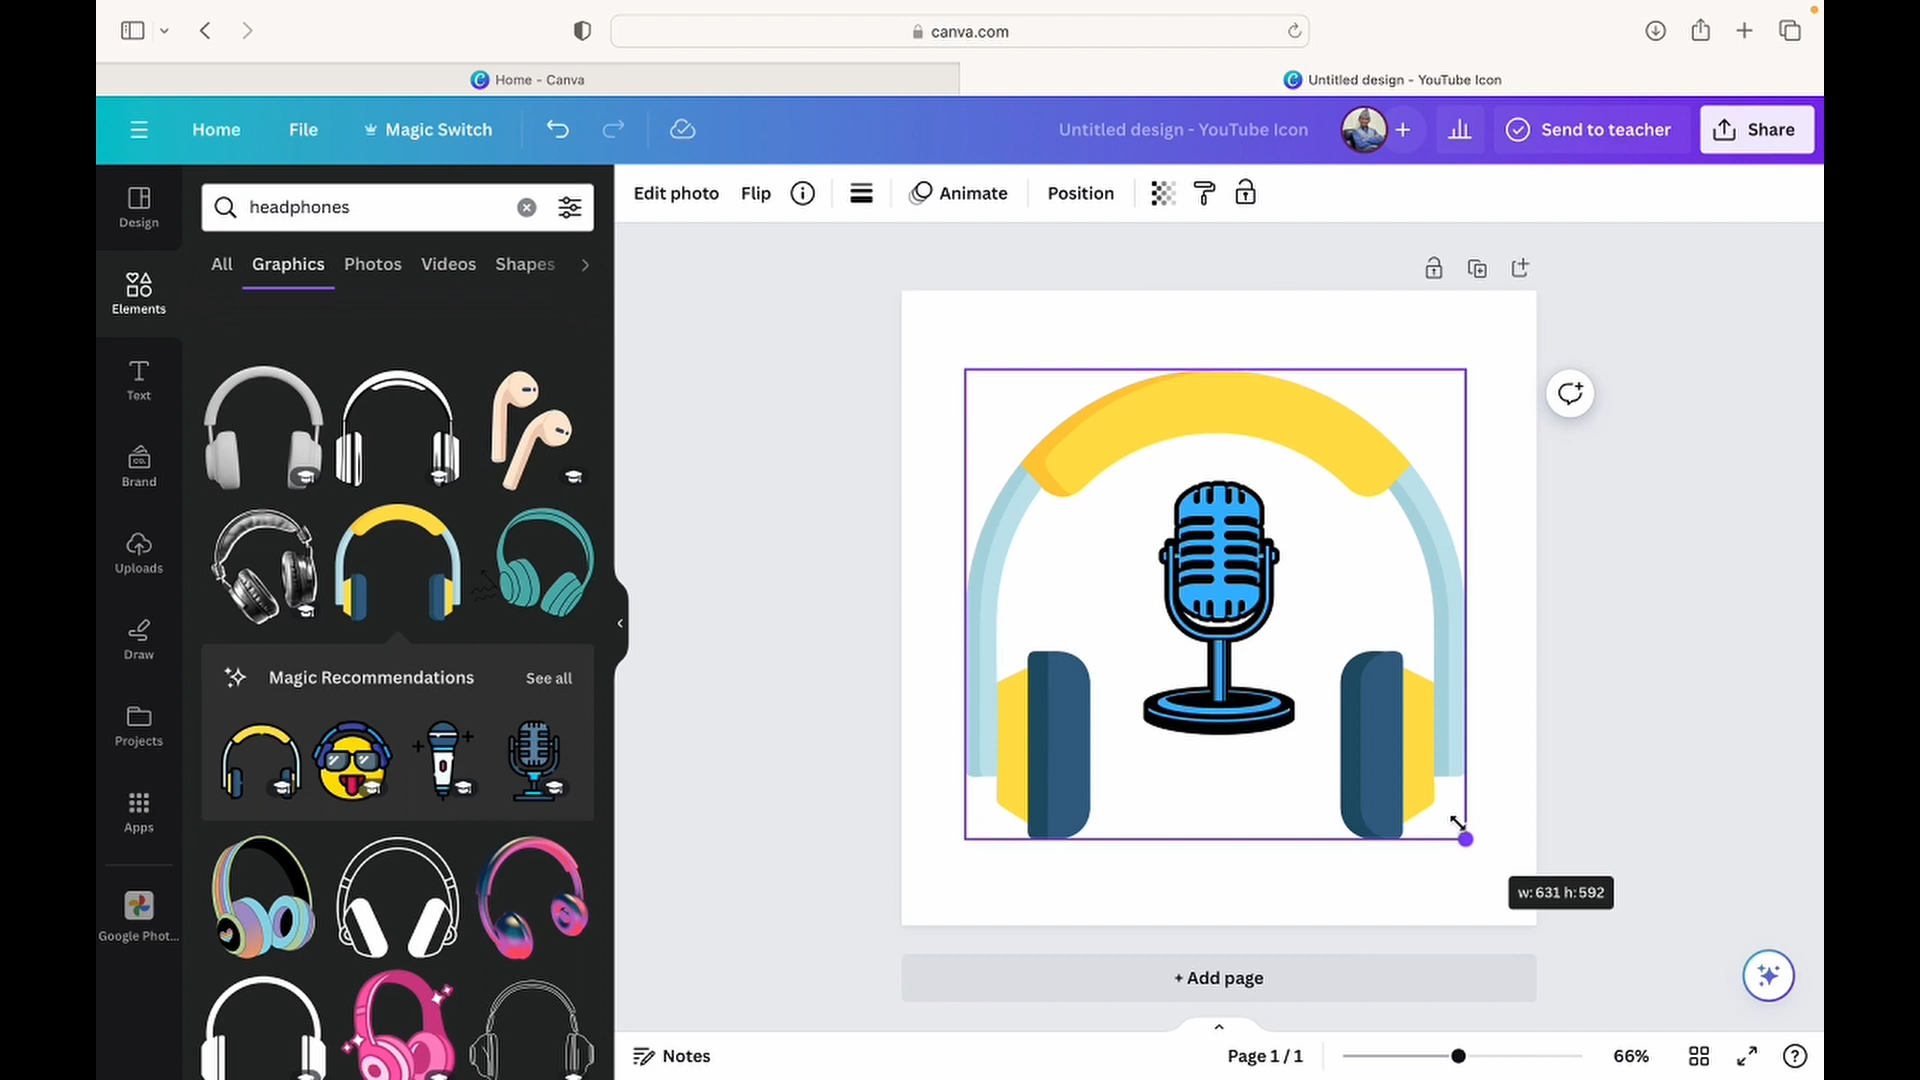 canva.com
Home - Canva
Untitled design - YouTube Icon
Home
File
Magic Switch
Untitled design - YouTube Icon
Send to teacher
Share
Design
Elements
Text
Brand
Uploads
Draw
Projects
Apps
Google Phot...
headphones
All
Graphics
Photos
Videos
Shapes
Magic Recommendations
See all
Edit photo
Flip
Animate
Position
w: 631 h: 592
+ Add page
Notes
Page 1 / 1
66%